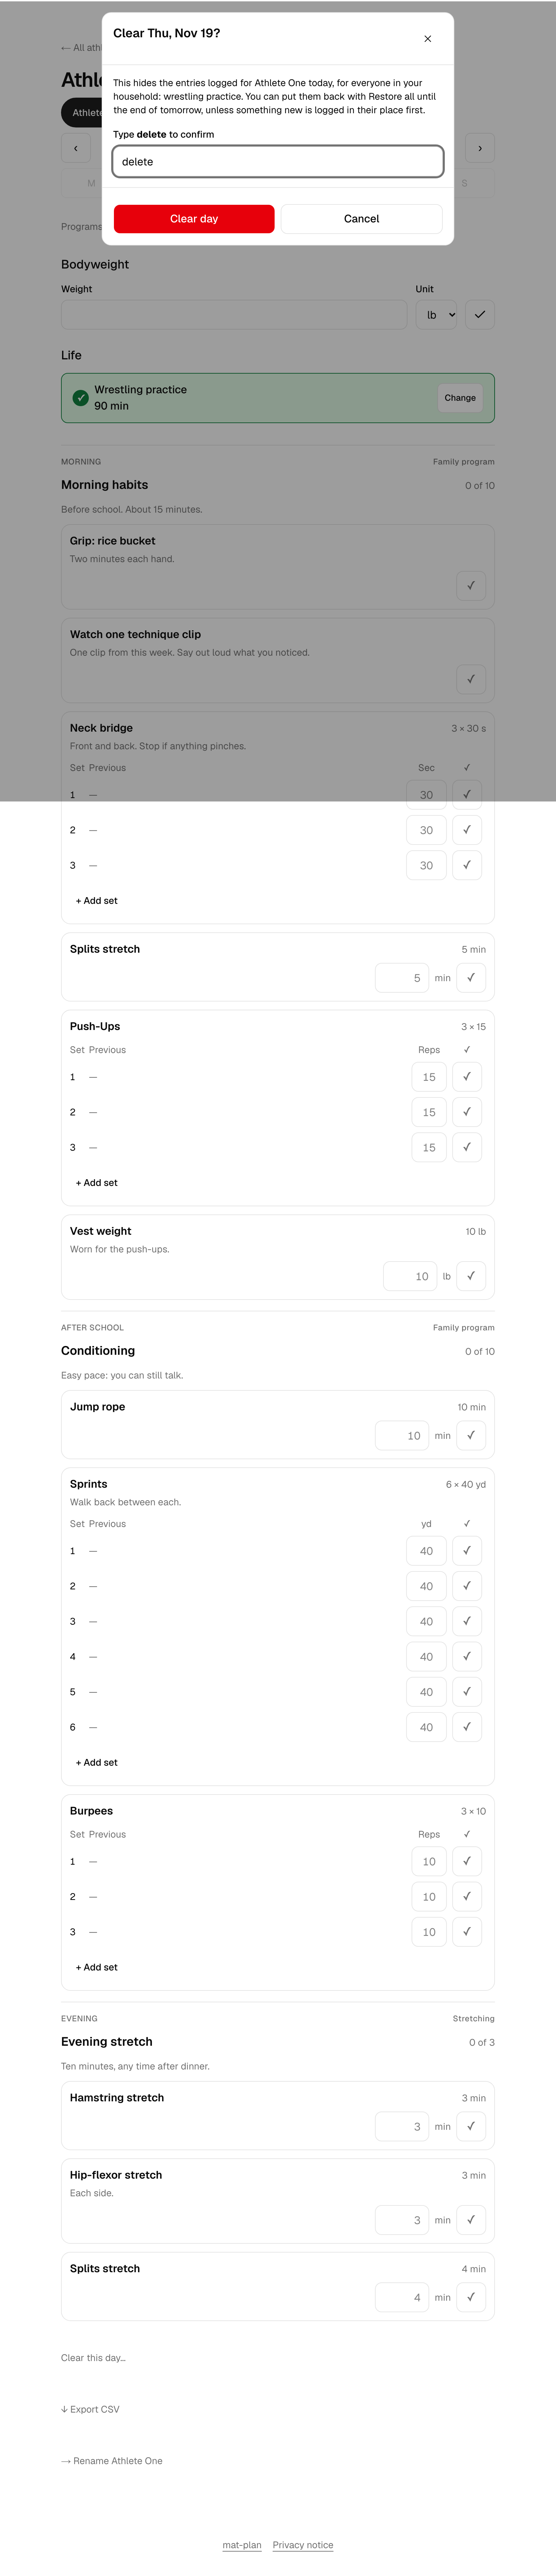 Clear Thu, Nov 19?
×
This hides the entries logged for Athlete One today, for everyone in your
household: wrestling practice. You can put them back with Restore all until
the end of tomorrow, unless something new is logged in their place first.
Type delete to confirm
delete
Clear day
Cancel
← All athl
Athle
Athlete
‹
›
M
S
Programs
Bodyweight
Weight
Unit
lb
✓
Life
✓
Wrestling practice
90 min
Change
MORNING
Family program
Morning habits
0 of 10
Before school. About 15 minutes.
Grip: rice bucket
Two minutes each hand.
✓
Watch one technique clip
One clip from this week. Say out loud what you noticed.
✓
Neck bridge
3 × 30 s
Front and back. Stop if anything pinches.
Set Previous Sec ✓
1 — 30 ✓
2 — 30 ✓
3 — 30 ✓
+ Add set
Splits stretch
5 min
5 min ✓
Push-Ups
3 × 15
Set Previous Reps ✓
1 — 15 ✓
2 — 15 ✓
3 — 15 ✓
+ Add set
Vest weight
10 lb
Worn for the push-ups.
10 lb ✓
AFTER SCHOOL
Family program
Conditioning
0 of 10
Easy pace: you can still talk.
Jump rope
10 min
10 min ✓
Sprints
6 × 40 yd
Walk back between each.
Set Previous yd ✓
1 — 40 ✓
2 — 40 ✓
3 — 40 ✓
4 — 40 ✓
5 — 40 ✓
6 — 40 ✓
+ Add set
Burpees
3 × 10
Set Previous Reps ✓
1 — 10 ✓
2 — 10 ✓
3 — 10 ✓
+ Add set
EVENING
Stretching
Evening stretch
0 of 3
Ten minutes, any time after dinner.
Hamstring stretch
3 min
3 min ✓
Hip-flexor stretch
3 min
Each side.
3 min ✓
Splits stretch
4 min
4 min ✓
Clear this day...
↓ Export CSV
→ Rename Athlete One
mat-plan
Privacy notice